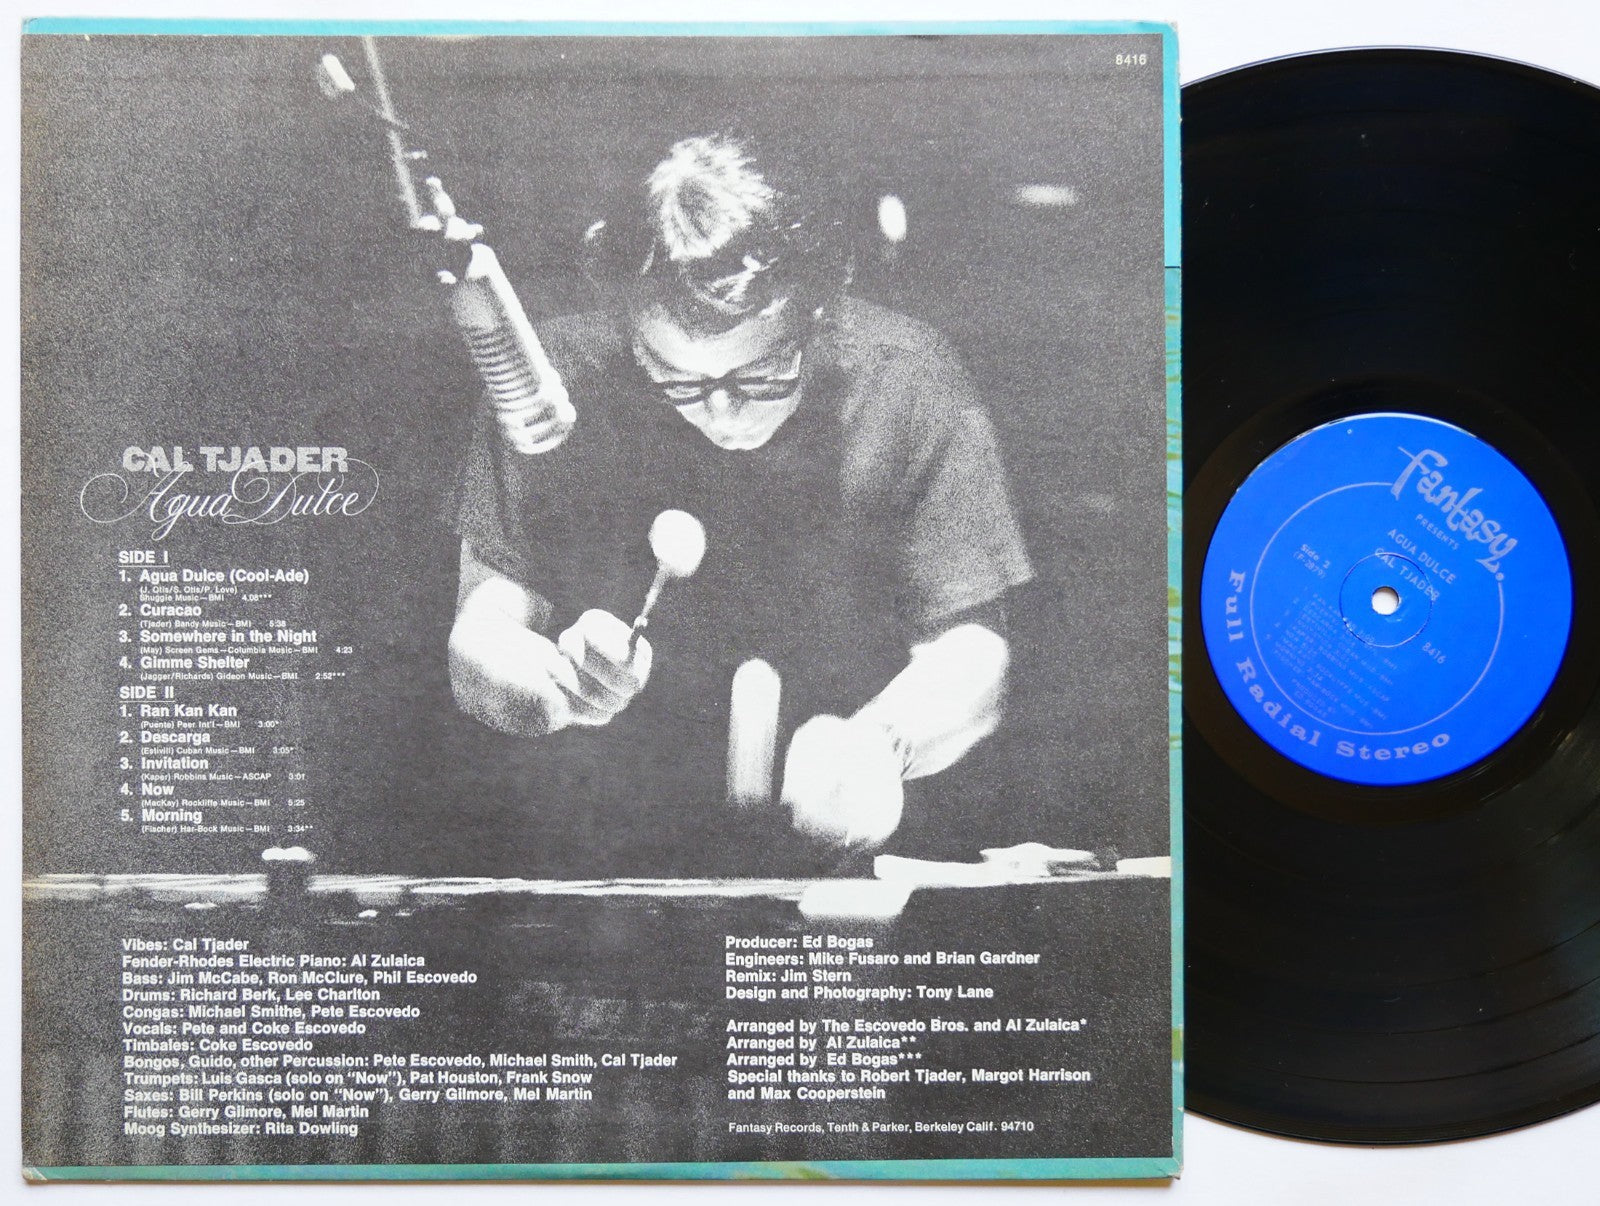 8416
CAL TJADER
Agua Dulce
SIDE I
1. Agua Dulce (Cool-Ade)
(J. Otis/S. Otis/P. Love)
Shuggie Music—BMI 4.08***
2. Curacao
(Tjader) Bandy Music—BMI 5:38
3. Somewhere in the Night
(May) Screen Gems—Columbia Music—BMI 4:23
4. Gimme Shelter
(Jagger/Richards) Gideon Music—BMI 2:52***
SIDE II
1. Ran Kan Kan
(Puente) Peer Int'l—BMI 3:00*
2. Descarga
(Estivill) Cuban Music—BMI 3:05*
3. Invitation
(Kaper) Robbins Music—ASCAP 3:01
4. Now
(MacKay) Rockliffe Music—BMI 5:25
5. Morning
(Fischer) Har-Bock Music—BMI 3:34**
Vibes: Cal Tjader
Fender-Rhodes Electric Piano: Al Zulaica
Bass: Jim McCabe, Ron McClure, Phil Escovedo
Drums: Richard Berk, Lee Charlton
Congas: Michael Smithe, Pete Escovedo
Vocals: Pete and Coke Escovedo
Timbales: Coke Escovedo
Bongos, Guido, other Percussion: Pete Escovedo, Michael Smith, Cal Tjader
Trumpets: Luis Gasca (solo on "Now"), Pat Houston, Frank Snow
Saxes: Bill Perkins (solo on "Now"), Gerry Gilmore, Mel Martin
Flutes: Gerry Gilmore, Mel Martin
Moog Synthesizer: Rita Dowling
Producer: Ed Bogas
Engineers: Mike Fusaro and Brian Gardner
Remix: Jim Stern
Design and Photography: Tony Lane
Arranged by The Escovedo Bros. and Al Zulaica*
Arranged by Al Zulaica**
Arranged by Ed Bogas***
Special thanks to Robert Tjader, Margot Harrison
and Max Cooperstein
Fantasy Records, Tenth & Parker, Berkeley Calif. 94710
Fantasy.
PRESENTS
AGUA DULCE
CAL TJADER
Side 2
8416
Full Radial Stereo